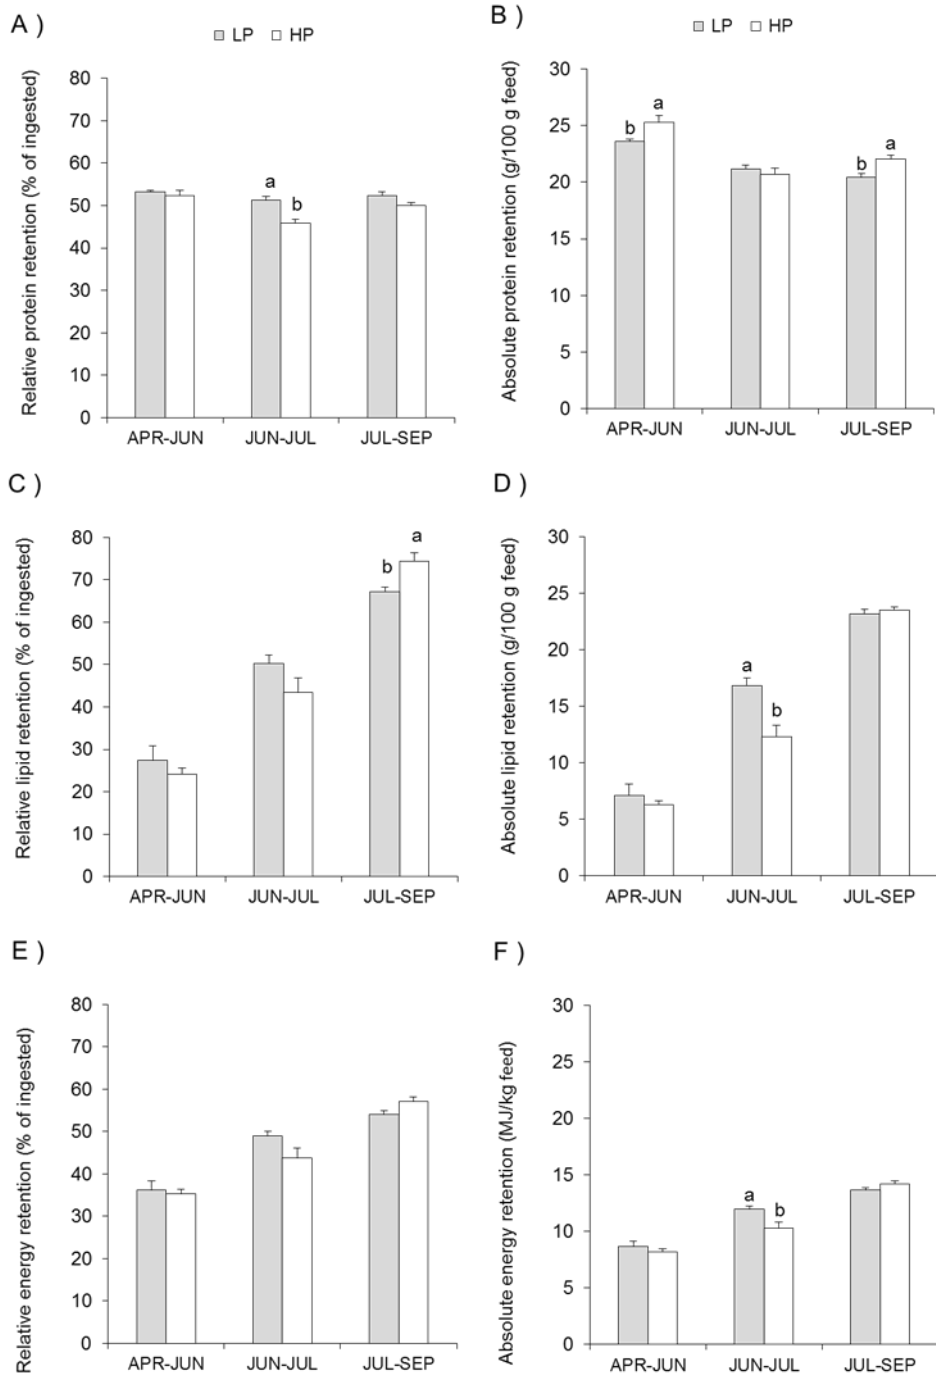 A )
LP HP
Relative protein retention (% of ingested)
80
70
60
50
40
30
20
10
0
a
b
APR-JUN JUN-JUL JUL-SEP
B )
LP HP
Absolute protein retention (g/100 g feed)
30
25
20
15
10
5
0
b
a
b
a
APR-JUN JUN-JUL JUL-SEP
C )
Relative lipid retention (% of ingested)
80
70
60
50
40
30
20
10
0
b
a
APR-JUN JUN-JUL JUL-SEP
D )
Absolute lipid retention (g/100 g feed)
30
25
20
15
10
5
0
a
b
APR-JUN JUN-JUL JUL-SEP
E )
Relative energy retention (% of ingested)
80
70
60
50
40
30
20
10
0
APR-JUN JUN-JUL JUL-SEP
F )
Absolute energy retention (MJ/kg feed)
30
25
20
15
10
5
0
a
b
APR-JUN JUN-JUL JUL-SEP